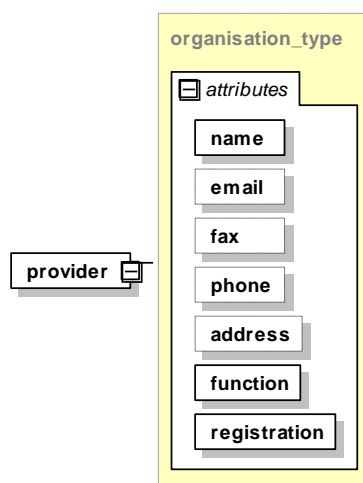 organisation_type
attributes
name
email
fax
phone
provider
address
function
registration